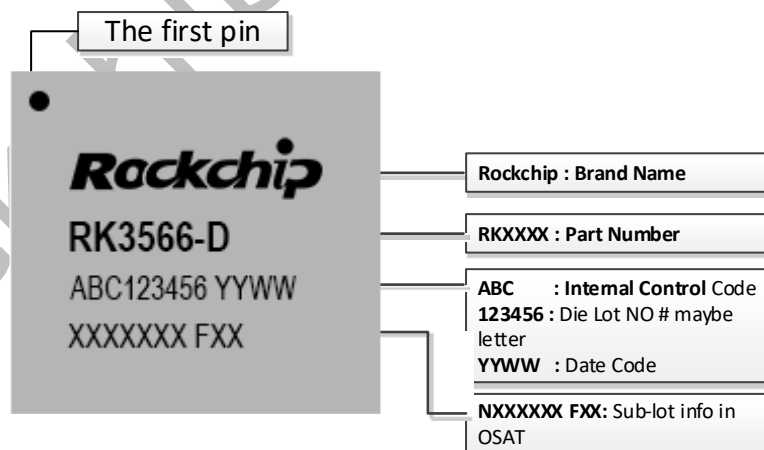 The first pin
Rockchip
RK3566-D
ABC123456 YYWW
XXXXXXX FXX
Rockchip : Brand Name
RKXXXX : Part Number
ABC : Internal Control Code
123456 : Die Lot NO # maybe
letter
YYWW : Date Code
NXXXXXX FXX: Sub-lot info in
OSAT